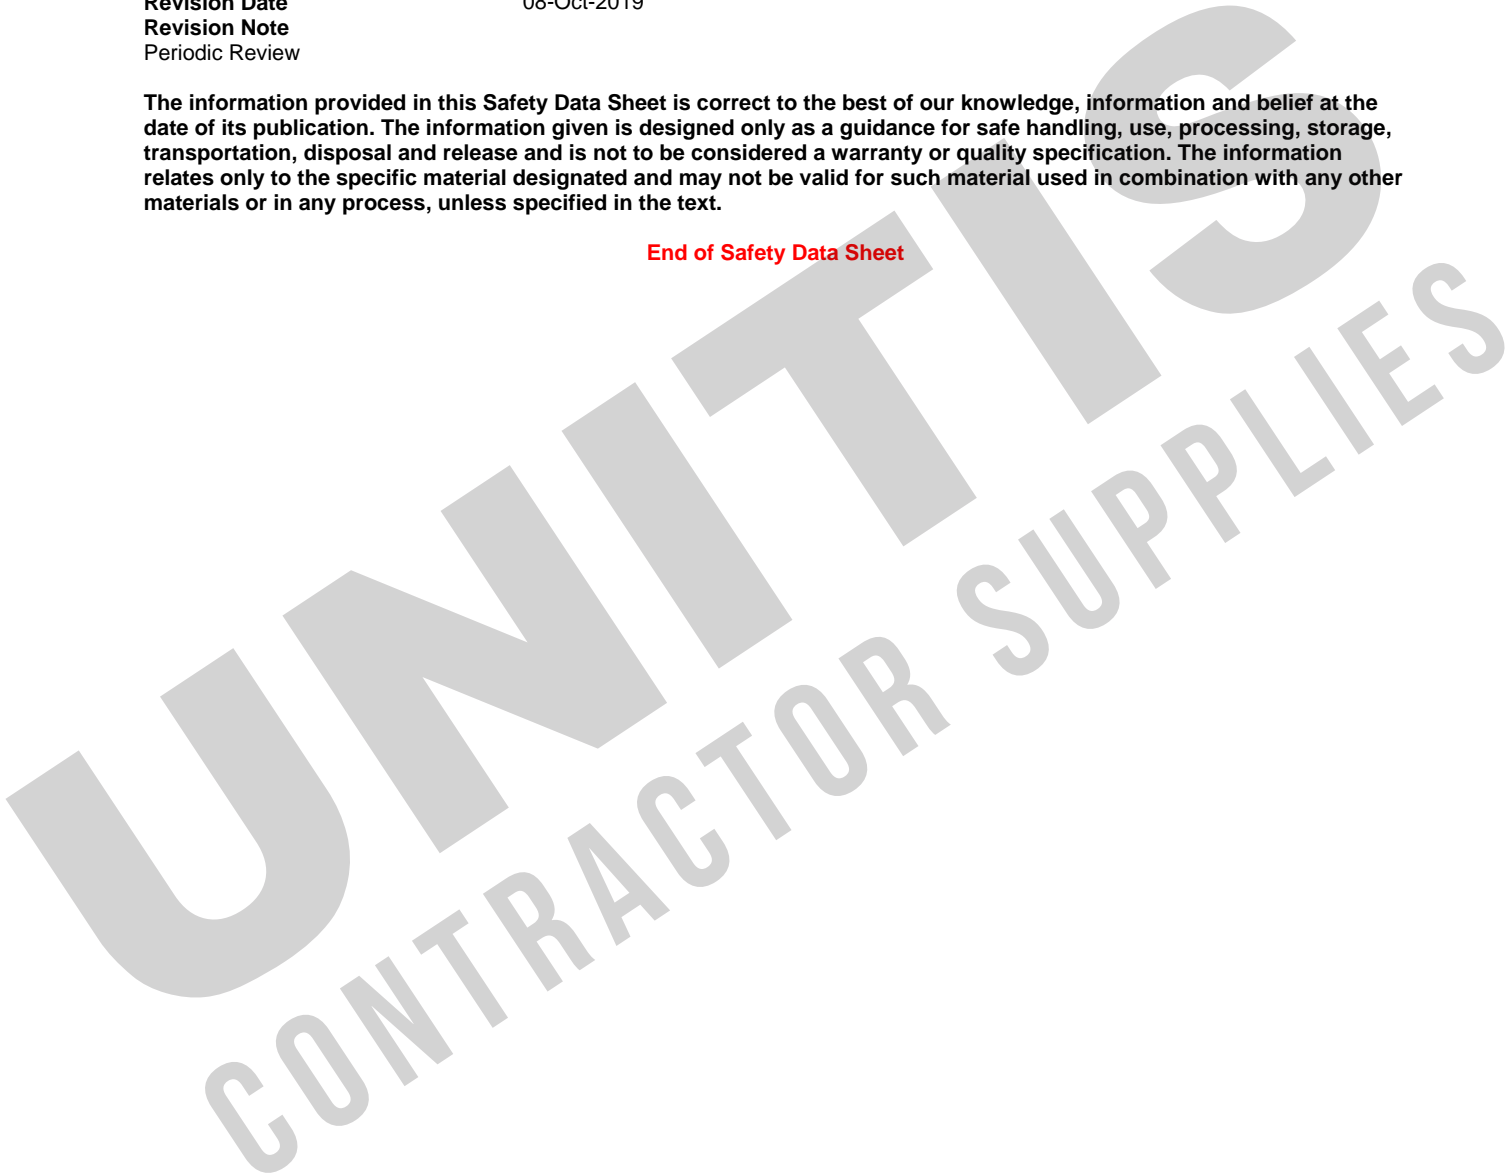 Revision Date 08-Oct-2019
Revision Note
Periodic Review
The information provided in this Safety Data Sheet is correct to the best of our knowledge, information and belief at the
date of its publication. The information given is designed only as a guidance for safe handling, use, processing, storage,
transportation, disposal and release and is not to be considered a warranty or quality specification. The information
relates only to the specific material designated and may not be valid for such material used in combination with any other
materials or in any process, unless specified in the text.
End of Safety Data Sheet
UNITIS
CONTRACTOR SUPPLIES